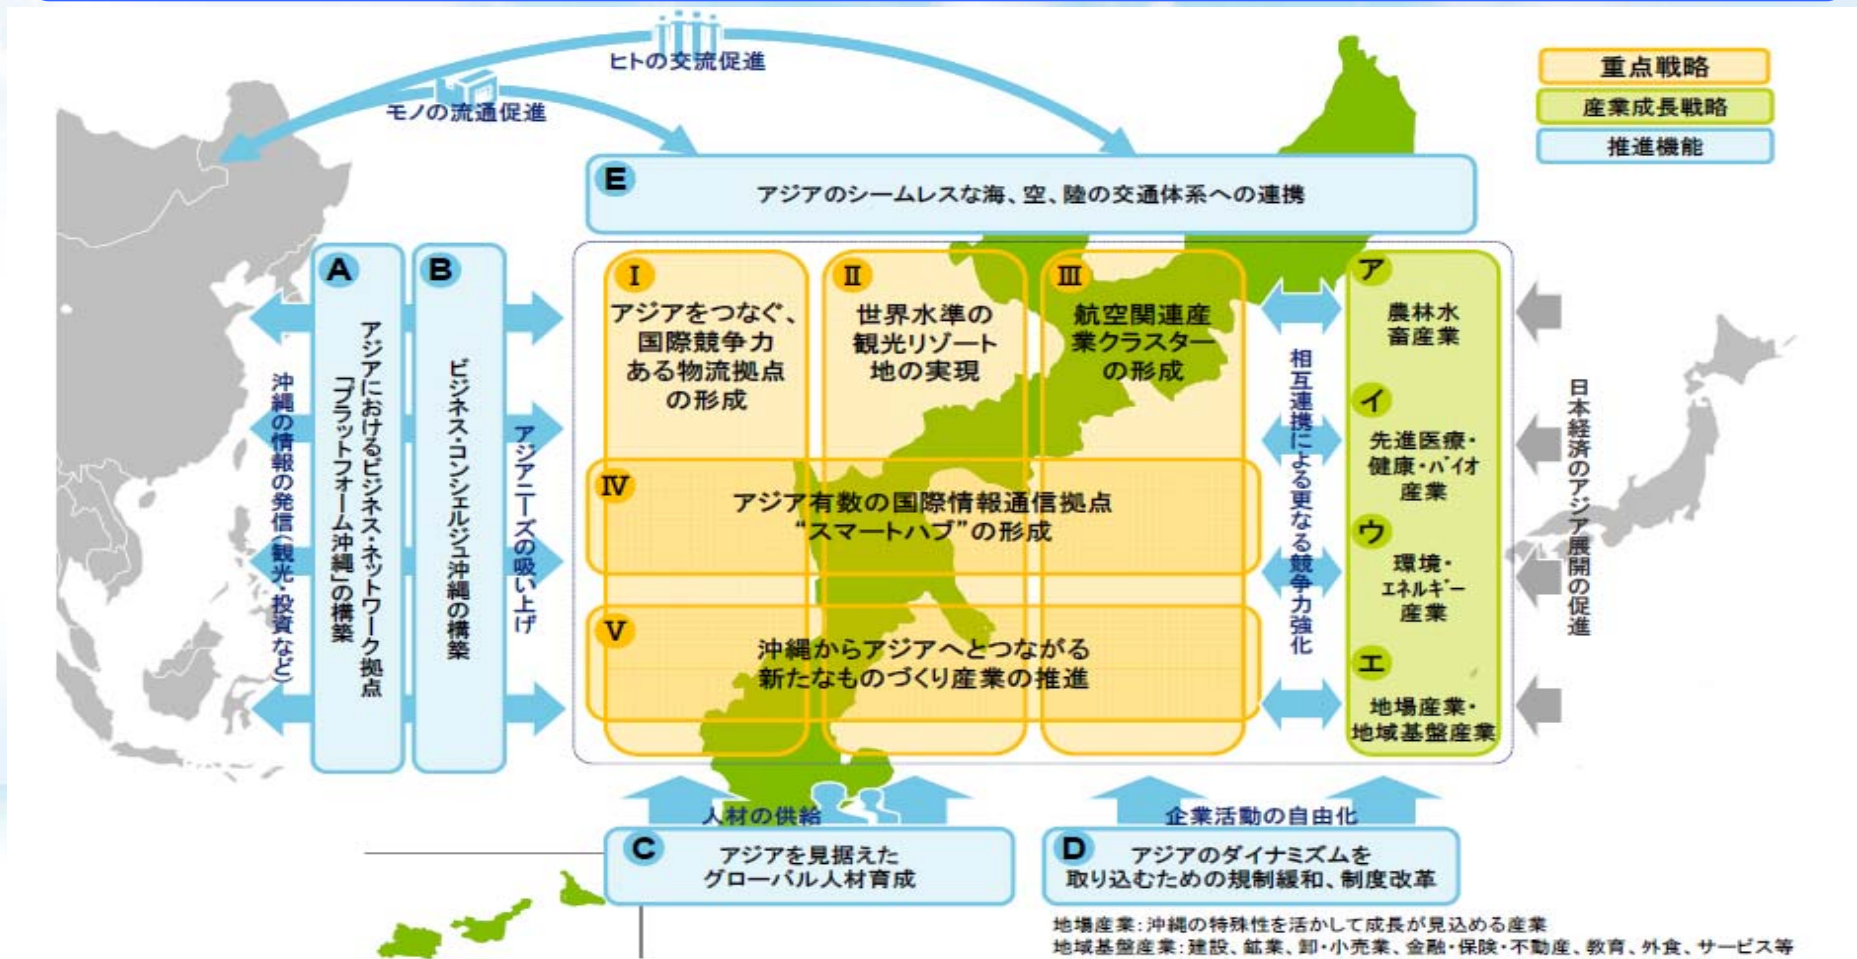 ヒトの交流促進
モノの流通促進
重点戦略
産業成長戦略
推進機能
E
アジアのシームレスな海、空、陸の交通体系への連携
A
アジアにおけるビジネス・ネットワーク拠点
「プラットフォーム沖縄」の構築
B
ビジネス・コンシェルジュ沖縄の構築
沖縄の情報の発信(観光・投資など)
アジアニーズの吸い上げ
Ⅰ
アジアをつなぐ、
国際競争力
ある物流拠点
の形成
Ⅱ
世界水準の
観光リゾート
地の実現
Ⅲ
航空関連産
業クラスター
の形成
Ⅳ
アジア有数の国際情報通信拠点
“スマートハブ”の形成
Ⅴ
沖縄からアジアへとつながる
新たなものづくり産業の推進
相互連携による更なる競争力強化
ア
農林水
畜産業
イ
先進医療・
健康・バイオ
産業
ウ
環境・
エネルギー
産業
エ
地場産業・
地域基盤産業
日本経済のアジア展開の促進
人材の供給
企業活動の自由化
C
アジアを見据えた
グローバル人材育成
D
アジアのダイナミズムを
取り込むための規制緩和、制度改革
地場産業:沖縄の特殊性を活かして成長が見込める産業
地域基盤産業:建設、鉱業、卸・小売業、金融・保険・不動産、教育、外食、サービス等